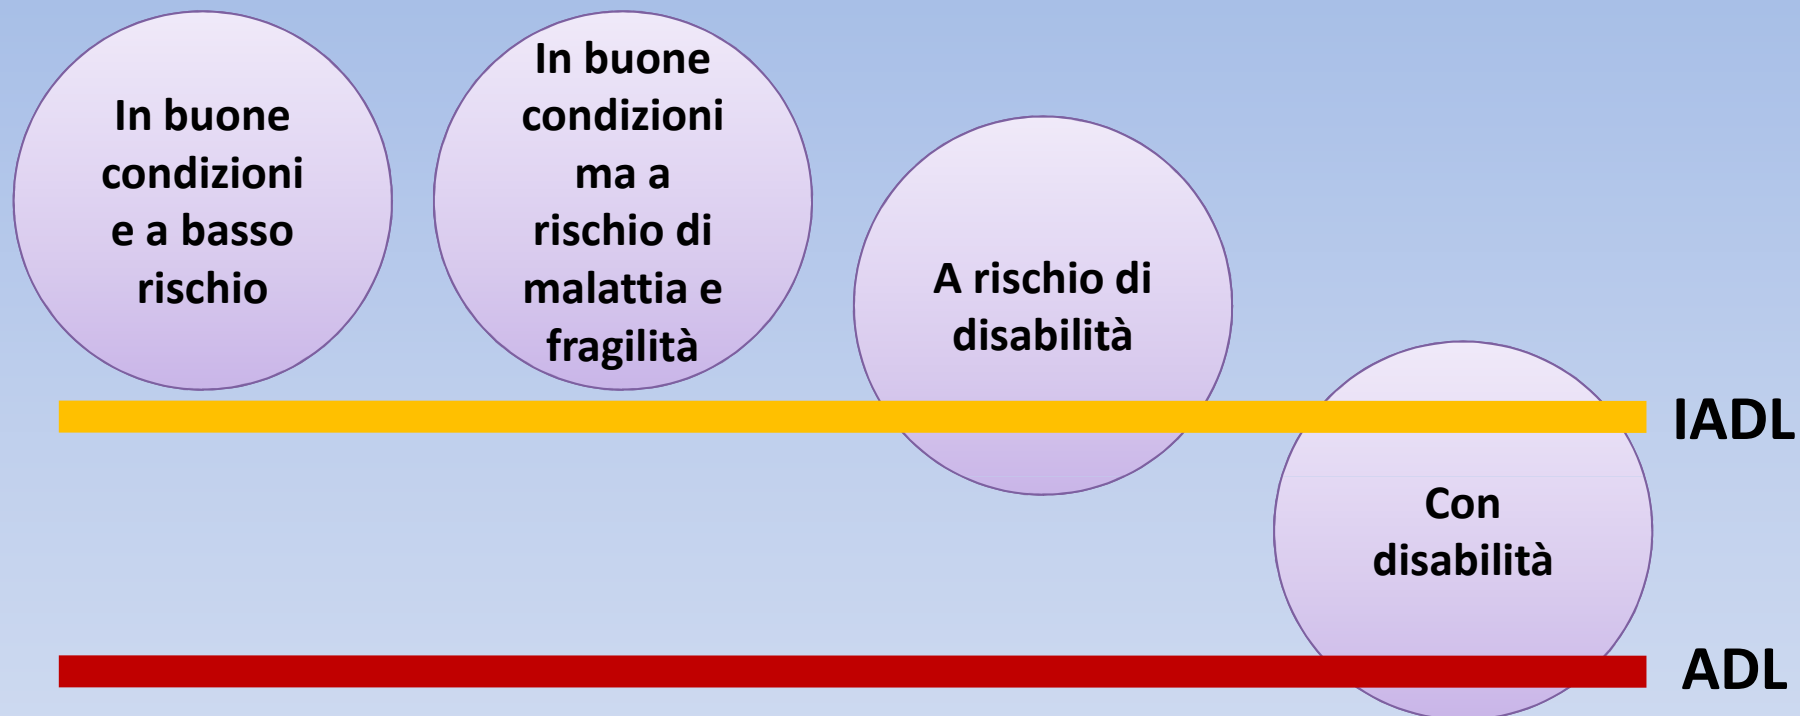 In buone
condizioni
e a basso
rischio
In buone
condizioni
ma a
rischio di
malattia e
fragilità
A rischio di
disabilità
IADL
Con
disabilità
ADL